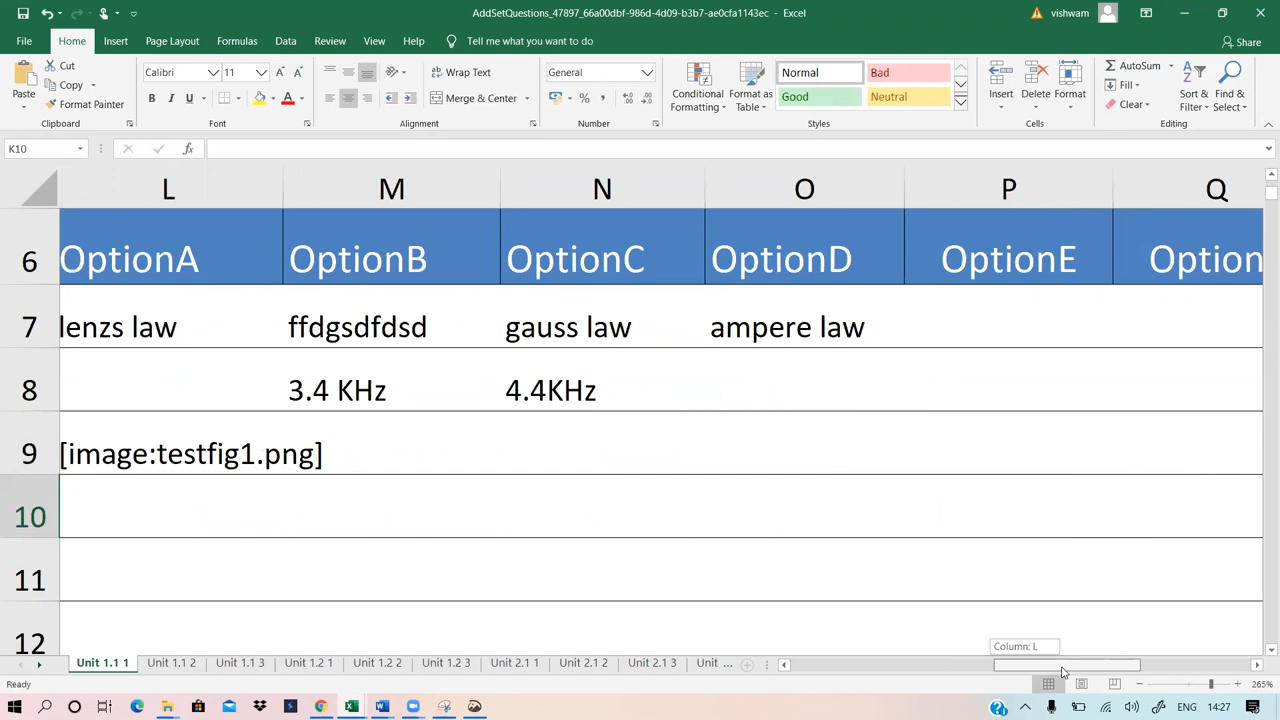 AddSetQuestions_47897_66a00dbf-986d-4d09-b3b7-ae0cfa1143ec - Excel
vishwam
File Home Insert Page Layout Formulas Data Review View Help Tell me what you want to do Share
Paste
Cut
Copy
Format Painter
Clipboard
Calibri 11
B I U
Font
Wrap Text
Merge & Center
Alignment
General
Number
Conditional Formatting
Format as Table
Normal Bad
Good Neutral
Styles
Insert Delete Format
Cells
AutoSum
Fill
Clear
Sort & Filter
Find & Select
Editing
K10 fx
L M N O P Q
6 OptionA OptionB OptionC OptionD OptionE Option
7 lenzs law ffdgsdfdsd gauss law ampere law
8 3.4 KHz 4.4KHz
9 [image:testfig1.png]
10
11
12
Column: L
Unit 1.1 1 Unit 1.1 2 Unit 1.1 3 Unit 1.2 1 Unit 1.2 2 Unit 1.2 3 Unit 2.1 1 Unit 2.1 2 Unit 2.1 3 Unit ...
Ready 265%
ENG 14:27